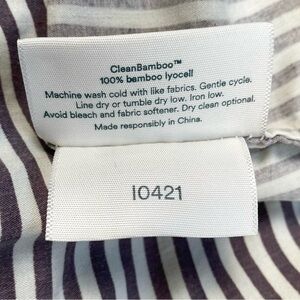 CleanBamboo™
100% bamboo lyocell
Machine wash cold with like fabrics. Gentle cycle.
Line dry or tumble dry low. Iron low.
Avoid bleach and fabric softener. Dry clean optional.
Made responsibly in China.
I0421